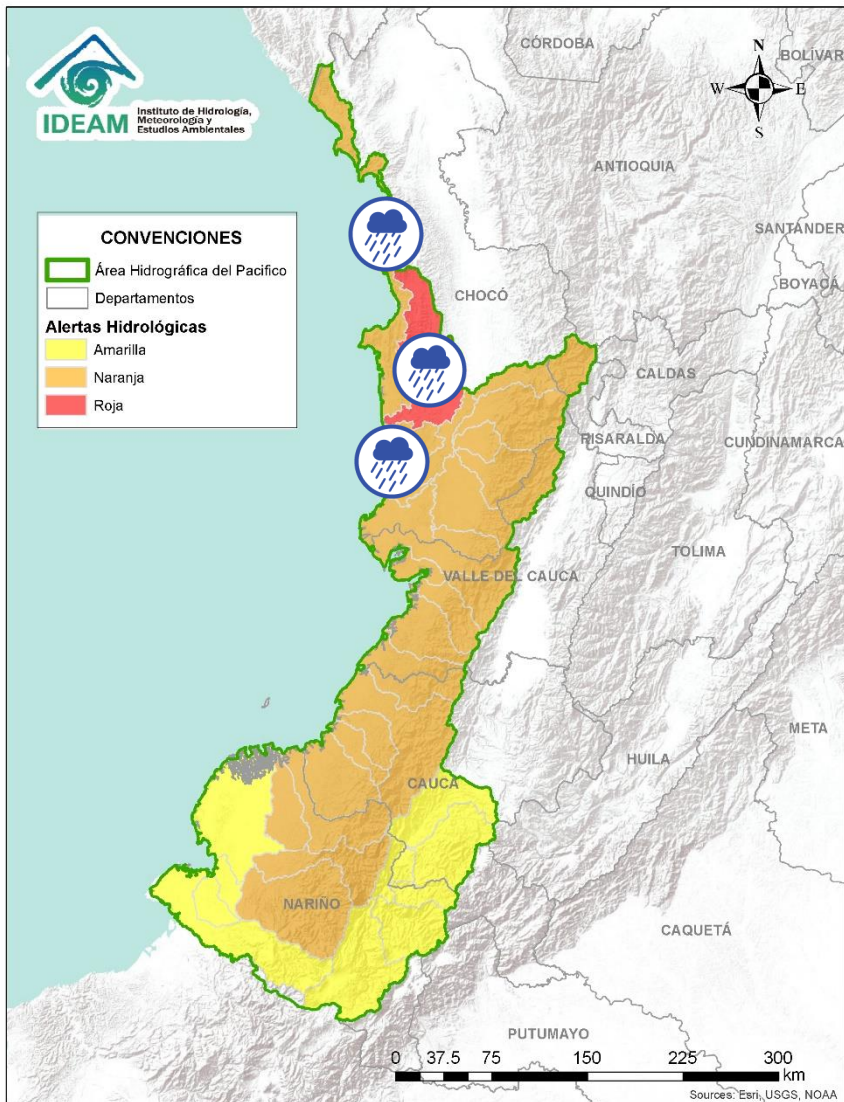 IDEAM
Instituto de Hidrología,
Meteorología y
Estudios Ambientales
CÓRDOBA
BOLÍVAR
N
W
E
S
ANTIOQUIA
SANTANDER
BOYACÁ
CHOCÓ
CONVENCIONES
Área Hidrográfica del Pacifico
Departamentos
Alertas Hidrológicas
Amarilla
Naranja
Roja
CALDAS
RISARALDA
CUNDINAMARCA
QUINDÍO
TOLIMA
VALLE DEL CAUCA
META
HUILA
CAUCA
NARIÑO
CAQUETÁ
PUTUMAYO
0 37.5 75 150 225 300
km
Sources: Esri, USGS, NOAA